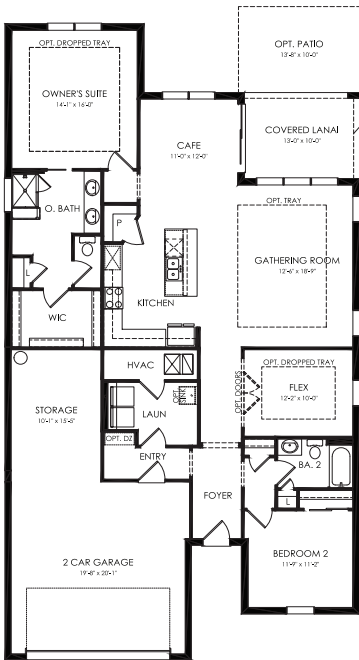 OPT. DROPPED TRAY
OWNER'S SUITE
14'-1" x 16'-0"
OPT. PATIO
13'-8" x 10'-0"
CAFE
11'-0" x 12'-0"
COVERED LANAI
13'-0" x 10'-0"
O. BATH
P
OPT. TRAY
GATHERING ROOM
12'-6" x 18'-9"
L
KITCHEN
WIC
HVAC
OPT. DROPPED TRAY
FLEX
12'-2" x 10'-0"
OPT. DOORS
STORAGE
10'-1" x 15'-5"
LAUN
OPT. SINK
OPT. DZ
ENTRY
BA. 2
FOYER
L
2 CAR GARAGE
19'-8" x 20'-1"
BEDROOM 2
11'-9" x 11'-2"